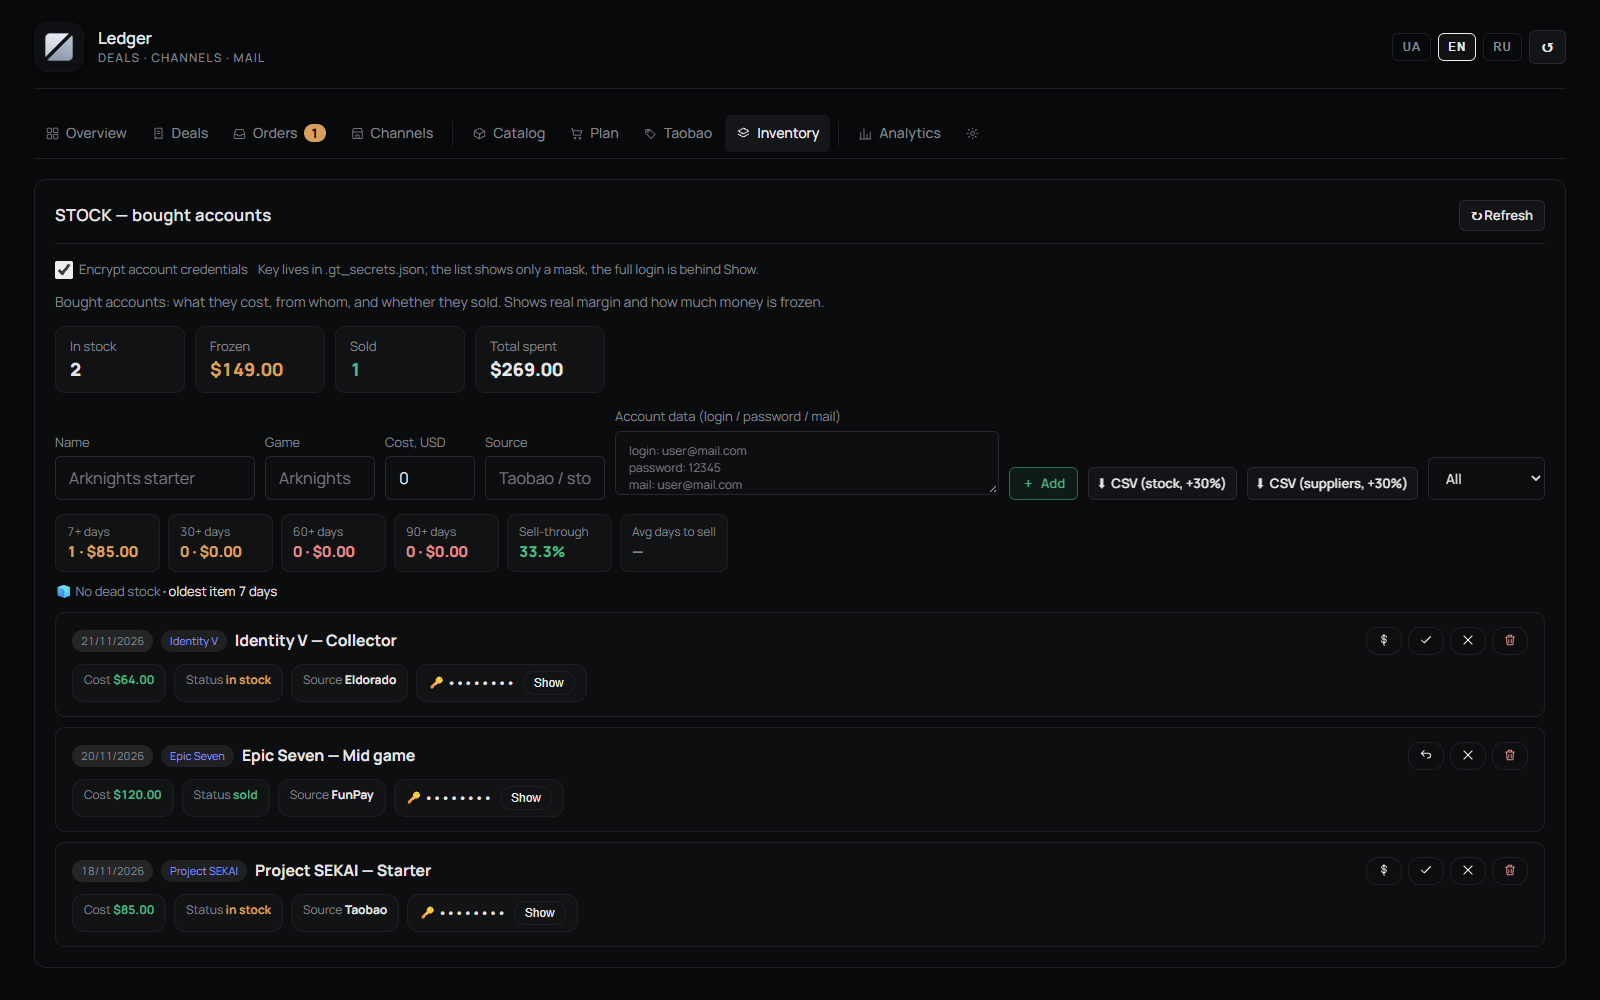 Ledger
DEALS · CHANNELS · MAIL
UA EN RU ↺
Overview Deals Orders 1 Channels Catalog Plan Taobao Inventory Analytics
STOCK — bought accounts
↻ Refresh
Encrypt account credentials Key lives in .gt_secrets.json; the list shows only a mask, the full login is behind Show.
Bought accounts: what they cost, from whom, and whether they sold. Shows real margin and how much money is frozen.
In stock Frozen Sold Total spent
2 $149.00 1 $269.00
Account data (login / password / mail)
Name Game Cost, USD Source
Arknights starter Arknights 0 Taobao / sto
login: user@mail.com
password: 12345
mail: user@mail.com
+ Add ⬇ CSV (stock, +30%) ⬇ CSV (suppliers, +30%) All
7+ days 30+ days 60+ days 90+ days Sell-through Avg days to sell
1 · $85.00 0 · $0.00 0 · $0.00 0 · $0.00 33.3% —
🧊 No dead stock · oldest item 7 days
21/11/2026 Identity V Identity V — Collector $ ✓ ✕
Cost $64.00 Status in stock Source Eldorado 🔑 •••••••• Show
20/11/2026 Epic Seven Epic Seven — Mid game ✕
Cost $120.00 Status sold Source FunPay 🔑 •••••••• Show
18/11/2026 Project SEKAI Project SEKAI — Starter $ ✓ ✕
Cost $85.00 Status in stock Source Taobao 🔑 •••••••• Show